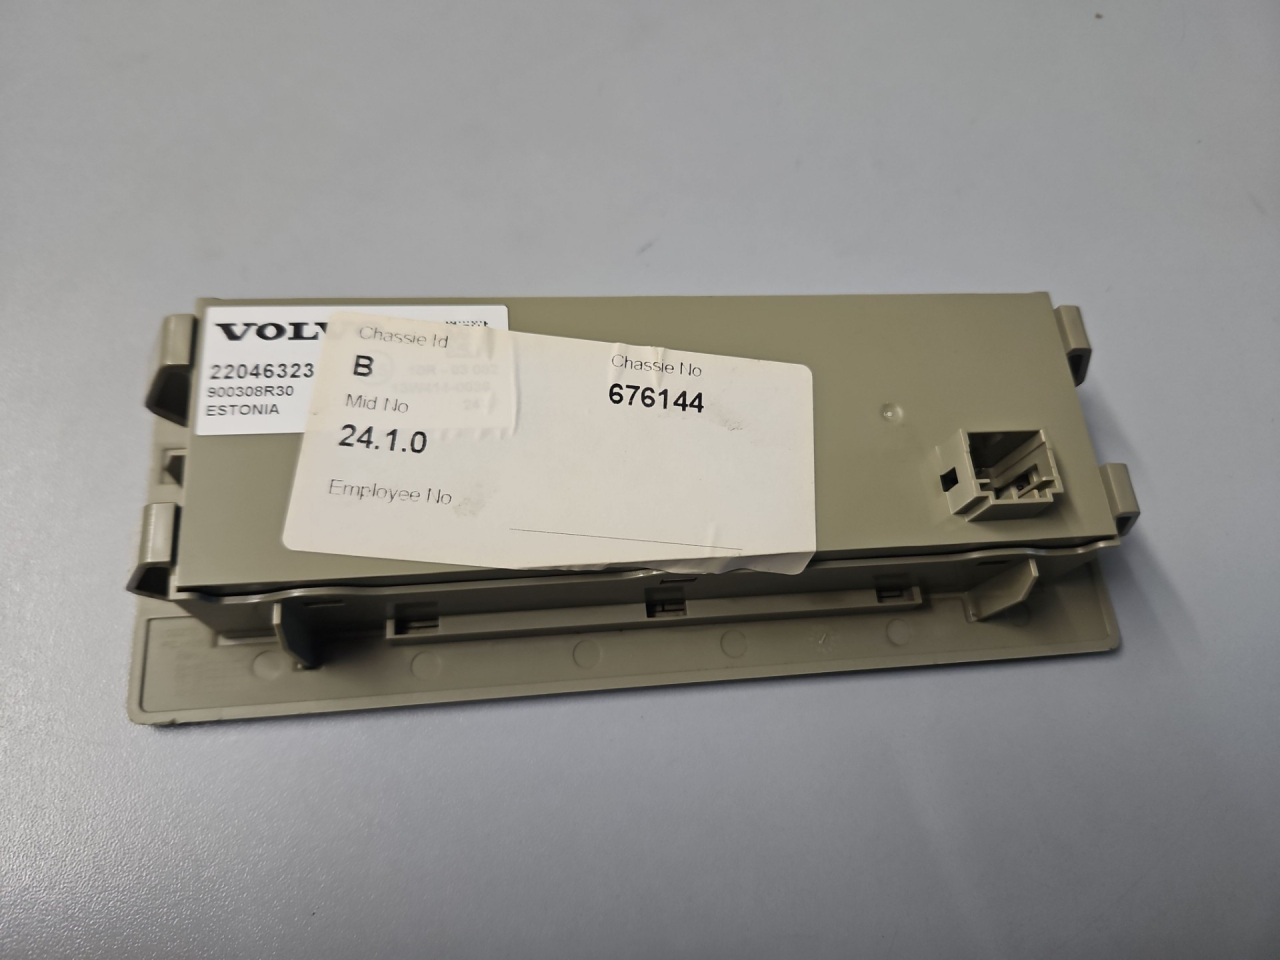 VOLV
22046323
900308R30
ESTONIA
Chassie Id
B
Mid No
24.1.0
Employee No
Chassie No
676144